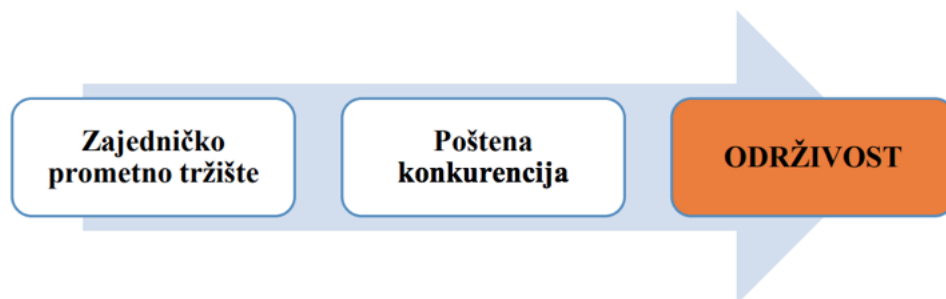 Zajedničko
prometno tržište
Poštena
konkurencija
ODRŽIVOST